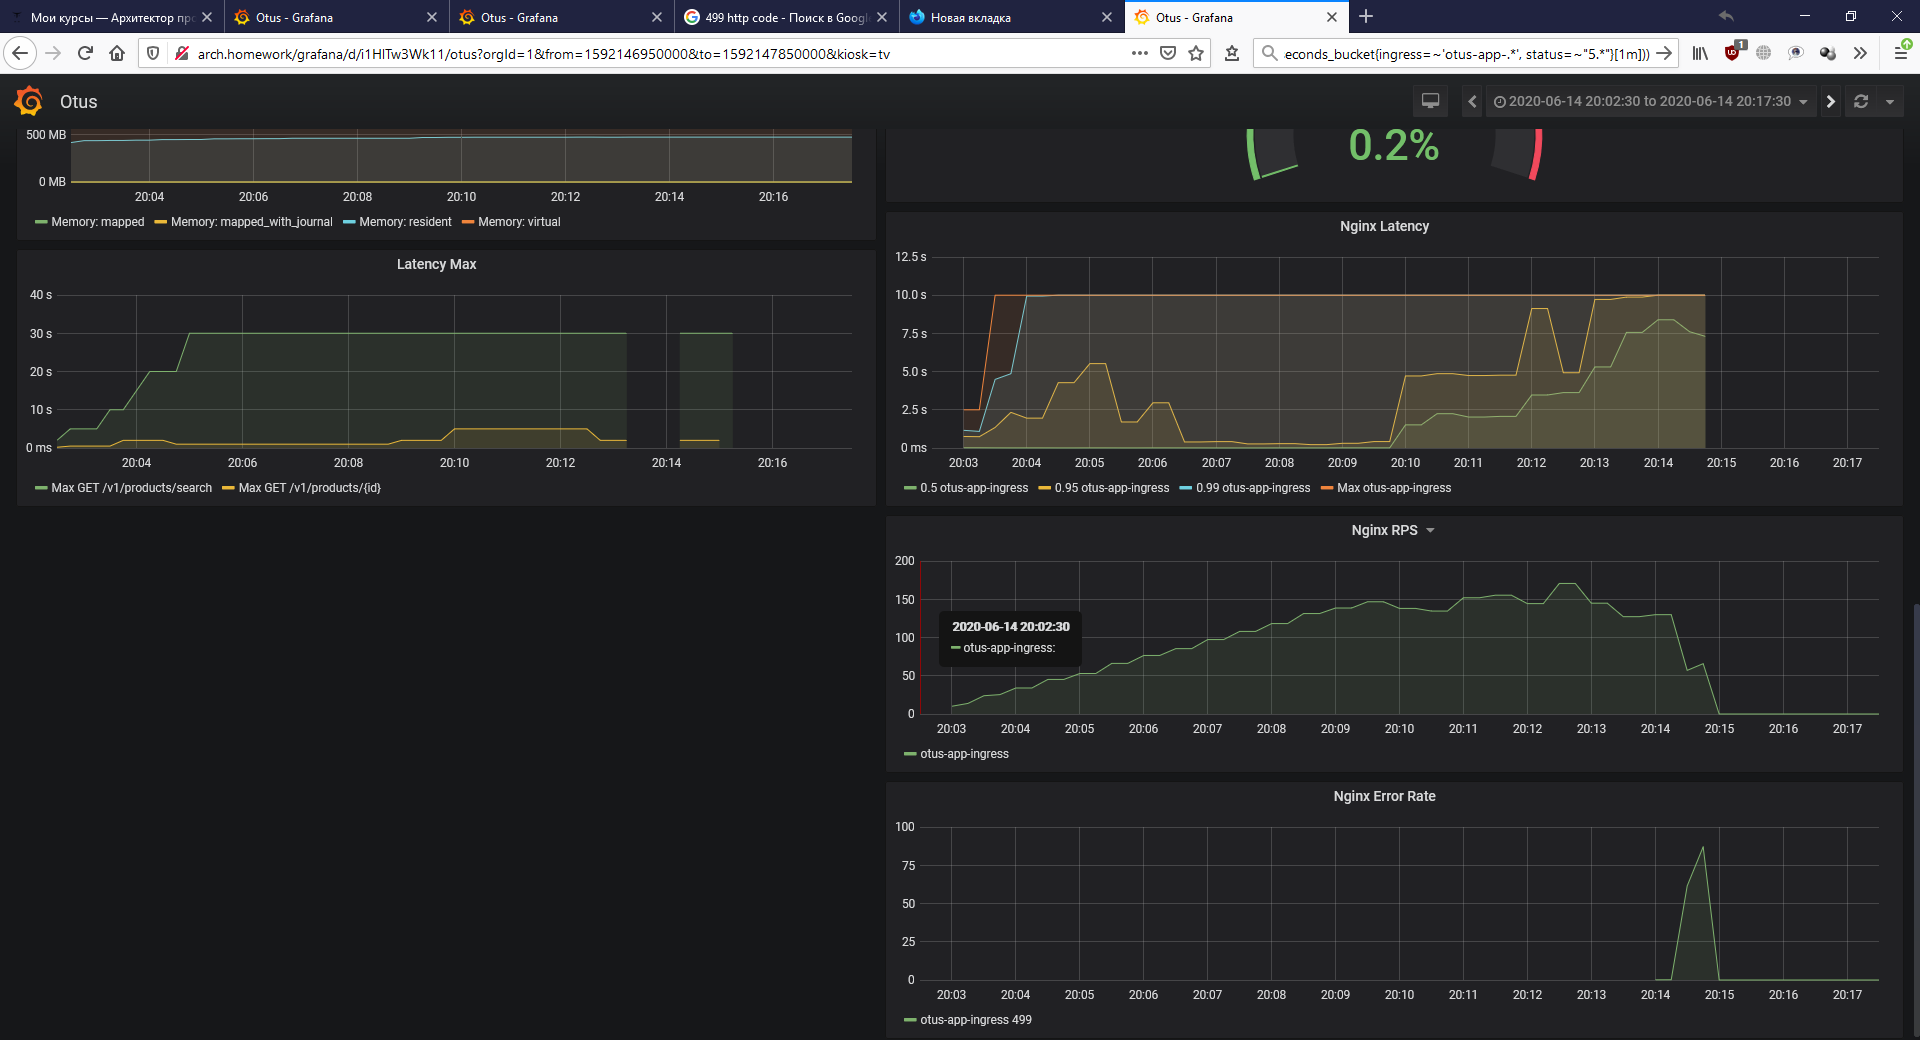 Мои курсы — Архитектор пр
Otus - Grafana
Otus - Grafana
499 http code - Поиск в Googl
Новая вкладка
Otus - Grafana
arch.homework/grafana/d/i1HlTw3Wk11/otus?orgId=1&from=1592146950000&to=1592147850000&kiosk=tv
econds_bucket{ingress=~'otus-app-.*', status=~"5.*"}[1m]))
1
Otus
2020-06-14 20:02:30 to 2020-06-14 20:17:30
500 MB
0 MB
20:04 20:06 20:08 20:10 20:12 20:14 20:16
Memory: mapped Memory: mapped_with_journal Memory: resident Memory: virtual
0.2%
Latency Max
40 s
30 s
20 s
10 s
0 ms
20:04 20:06 20:08 20:10 20:12 20:14 20:16
Max GET /v1/products/search Max GET /v1/products/{id}
Nginx Latency
12.5 s
10.0 s
7.5 s
5.0 s
2.5 s
0 ms
20:03 20:04 20:05 20:06 20:07 20:08 20:09 20:10 20:11 20:12 20:13 20:14 20:15 20:16 20:17
0.5 otus-app-ingress 0.95 otus-app-ingress 0.99 otus-app-ingress Max otus-app-ingress
Nginx RPS
200
150
100
50
0
2020-06-14 20:02:30
otus-app-ingress:
20:03 20:04 20:05 20:06 20:07 20:08 20:09 20:10 20:11 20:12 20:13 20:14 20:15 20:16 20:17
otus-app-ingress
Nginx Error Rate
100
75
50
25
0
20:03 20:04 20:05 20:06 20:07 20:08 20:09 20:10 20:11 20:12 20:13 20:14 20:15 20:16 20:17
otus-app-ingress 499